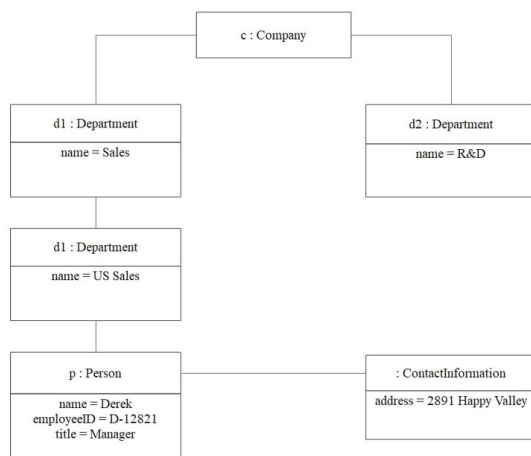 c : Company
d1 : Department
name = Sales
d2 : Department
name = R&D
d1 : Department
name = US Sales
p : Person
name = Derek
employeeID = D-12821
title = Manager
: ContactInformation
address = 2891 Happy Valley